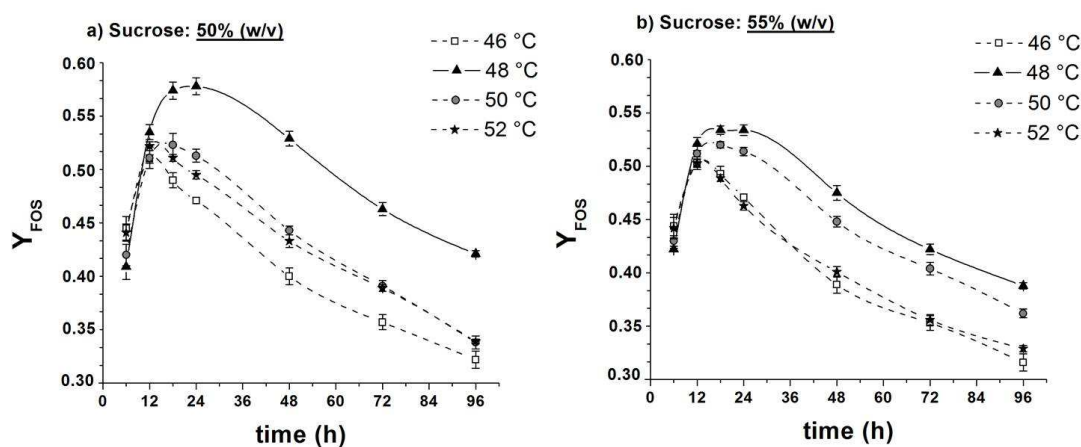 a) Sucrose: 50% (w/v)
46 °C
48 °C
50 °C
52 °C
0.60
0.55
0.50
0.45
0.40
0.35
0.30
Y_FOS
0 12 24 36 48 60 72 84 96
time (h)
b) Sucrose: 55% (w/v)
46 °C
48 °C
50 °C
52 °C
0.60
0.55
0.50
0.45
0.40
0.35
0.30
Y_FOS
0 12 24 36 48 60 72 84 96
time (h)